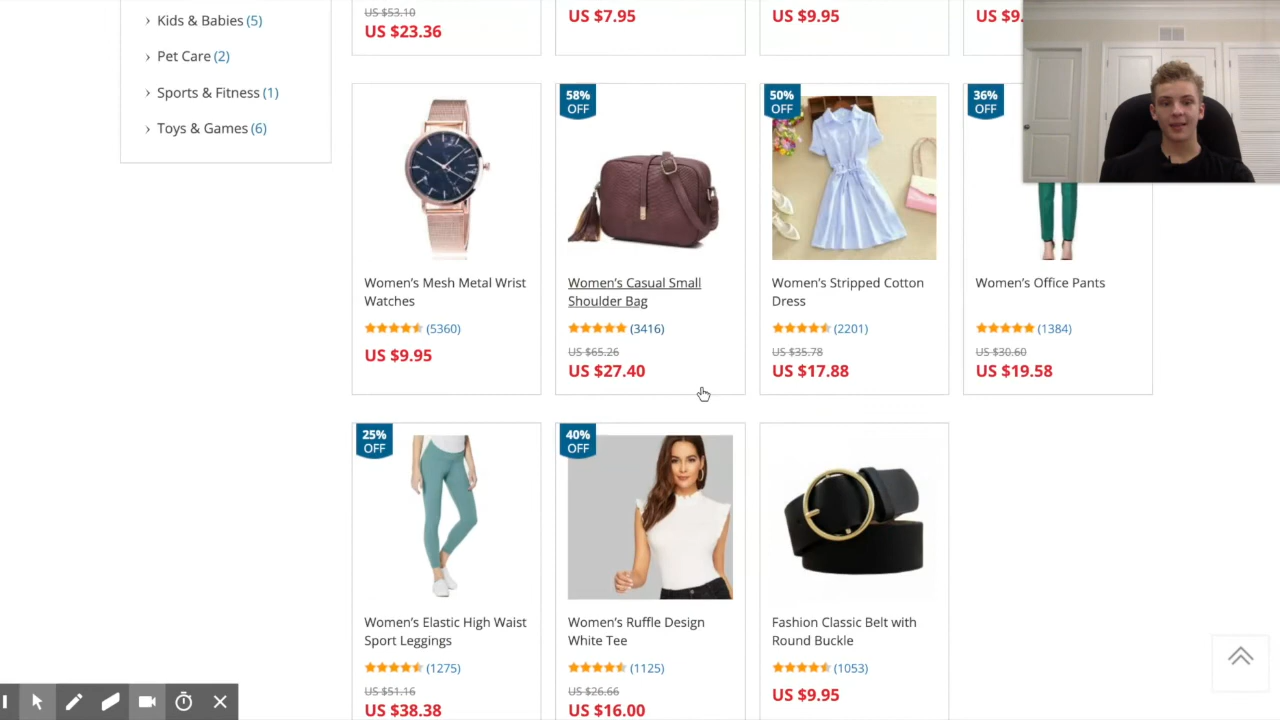 Kids & Babies (5)
Pet Care (2)
Sports & Fitness (1)
Toys & Games (6)
US $53.10
US $23.36
US $7.95
US $9.95
US $9.
58%
OFF
50%
OFF
36%
OFF
Women's Mesh Metal Wrist
Watches
(5360)
US $9.95
Women's Casual Small
Shoulder Bag
(3416)
US $65.26
US $27.40
Women's Stripped Cotton
Dress
(2201)
US $35.78
US $17.88
Women's Office Pants
(1384)
US $30.60
US $19.58
25%
OFF
40%
OFF
Women's Elastic High Waist
Sport Leggings
(1275)
US $51.16
US $38.38
Women's Ruffle Design
White Tee
(1125)
US $26.66
US $16.00
Fashion Classic Belt with
Round Buckle
(1053)
US $9.95